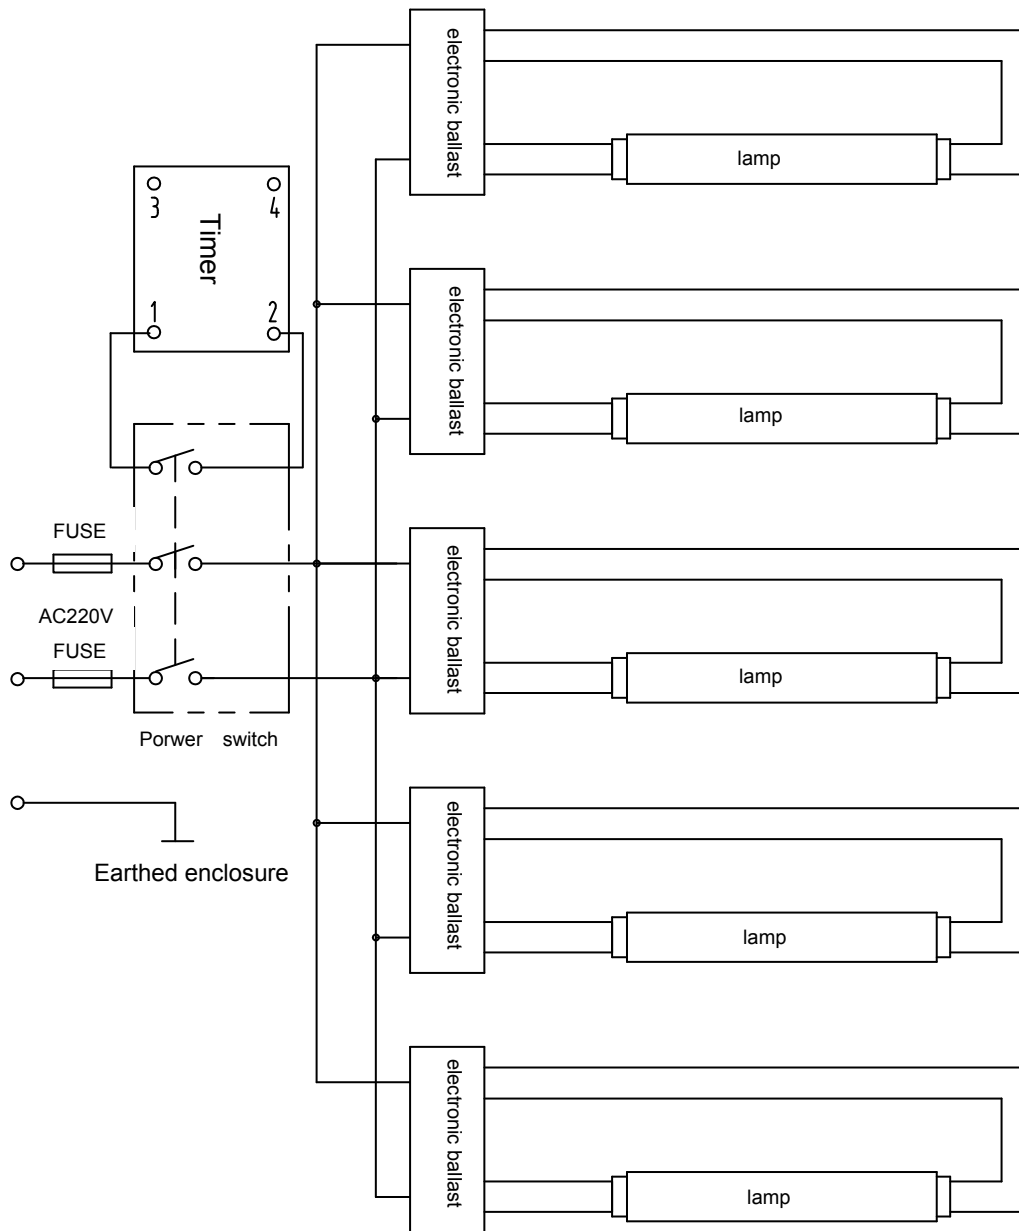 electronic ballast
lamp
3 4
Timer
1 2
electronic ballast
lamp
FUSE
electronic ballast
AC220V
FUSE
lamp
Porwer switch
electronic ballast
Earthed enclosure
lamp
electronic ballast
lamp